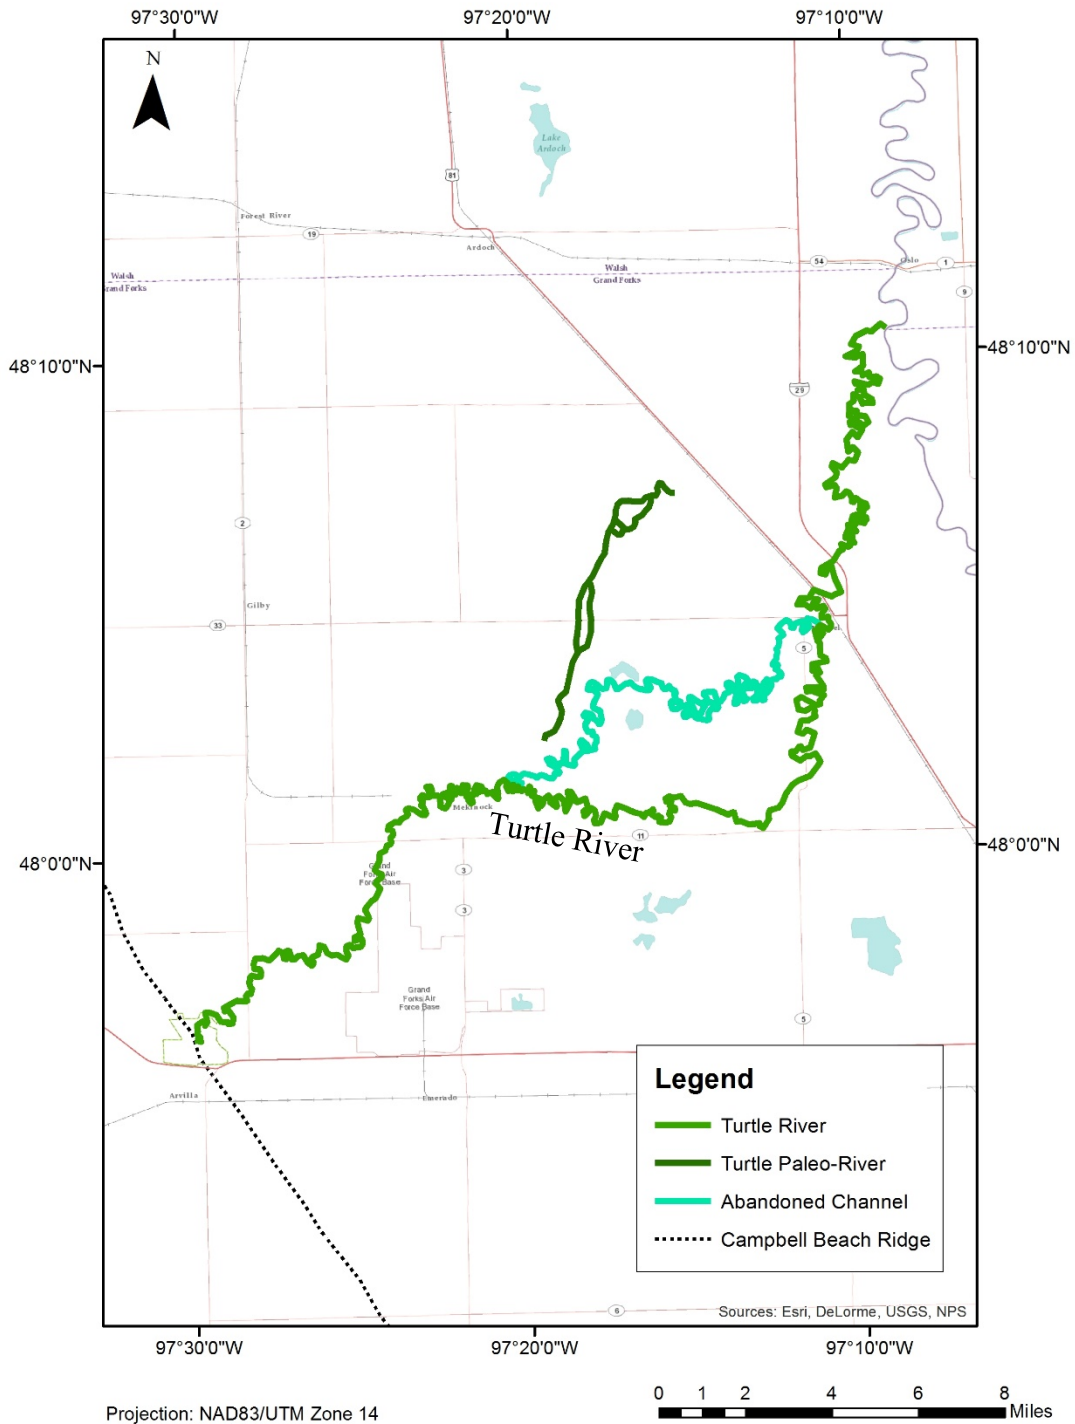 97°30'0"W 97°20'0"W 97°10'0"W
N
Lake
Ardoch
81
Forest River
19
Ardoch
54
Oslo
1
9
Walsh
Grand Forks
Walsh
Grand Forks
48°10'0"N
48°10'0"N
29
2
Gilby
33
5
Mekinock
Turtle River
11
48°0'0"N
48°0'0"N
Grand
Forks Air
Force Base
3
3
Grand
Forks Air
Force Base
5
Arvilla
Emerado
Legend
Turtle River
Turtle Paleo-River
Abandoned Channel
Campbell Beach Ridge
6
Sources: Esri, DeLorme, USGS, NPS
97°30'0"W 97°20'0"W 97°10'0"W
0 1 2 4 6 8
Miles
Projection: NAD83/UTM Zone 14